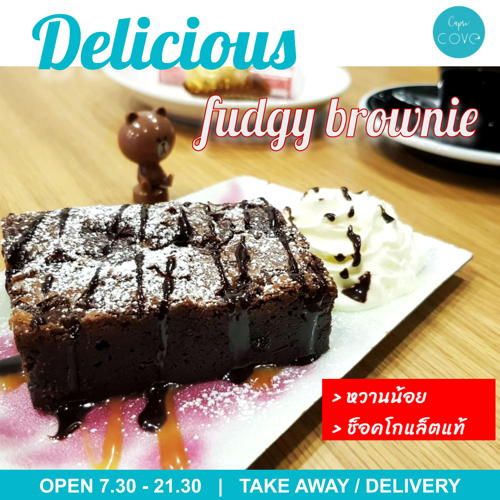 Delicious
Capri
COVE
fudgy brownie
> หวานน้อย
> ช็อคโกแล็ตแท้
OPEN 7.30 - 21.30 | TAKE AWAY / DELIVERY